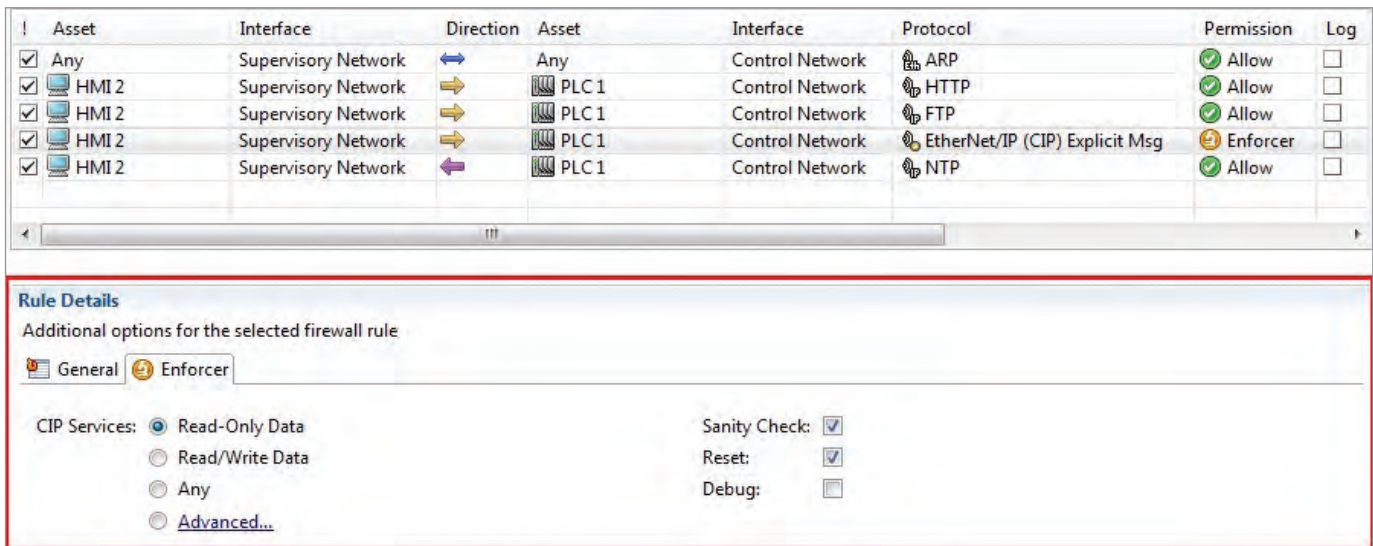 ! Asset Interface Direction Asset Interface Protocol Permission Log
Any Supervisory Network Any Control Network ARP Allow
HMI 2 Supervisory Network PLC 1 Control Network HTTP Allow
HMI 2 Supervisory Network PLC 1 Control Network FTP Allow
HMI 2 Supervisory Network PLC 1 Control Network EtherNet/IP (CIP) Explicit Msg Enforcer
HMI 2 Supervisory Network PLC 1 Control Network NTP Allow
Rule Details
Additional options for the selected firewall rule
General Enforcer
CIP Services: Read-Only Data Sanity Check:
Read/Write Data Reset:
Any Debug:
Advanced...